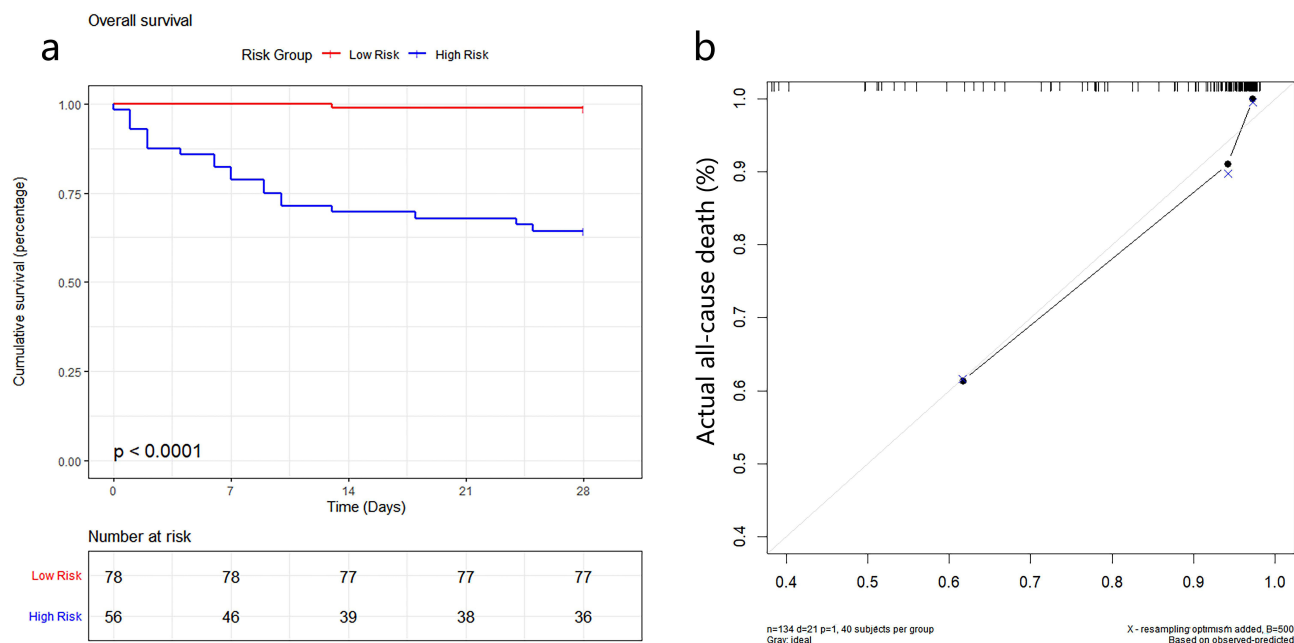 Overall survival
a
Risk Group Low Risk High Risk
Cumulative survival (percentage)
1.00
0.75
0.50
0.25
0.00
p < 0.0001
0 7 14 21 28
Time (Days)
Number at risk
Low Risk 78 78 77 77 77
High Risk 56 46 39 38 36
b
Actual all-cause death (%)
1.0
0.9
0.8
0.7
0.6
0.5
0.4
0.4 0.5 0.6 0.7 0.8 0.9 1.0
n=134 d=21 p=1, 40 subjects per group
Gray: ideal
X - resampling optimism added, B=500
Based on observed-predicted